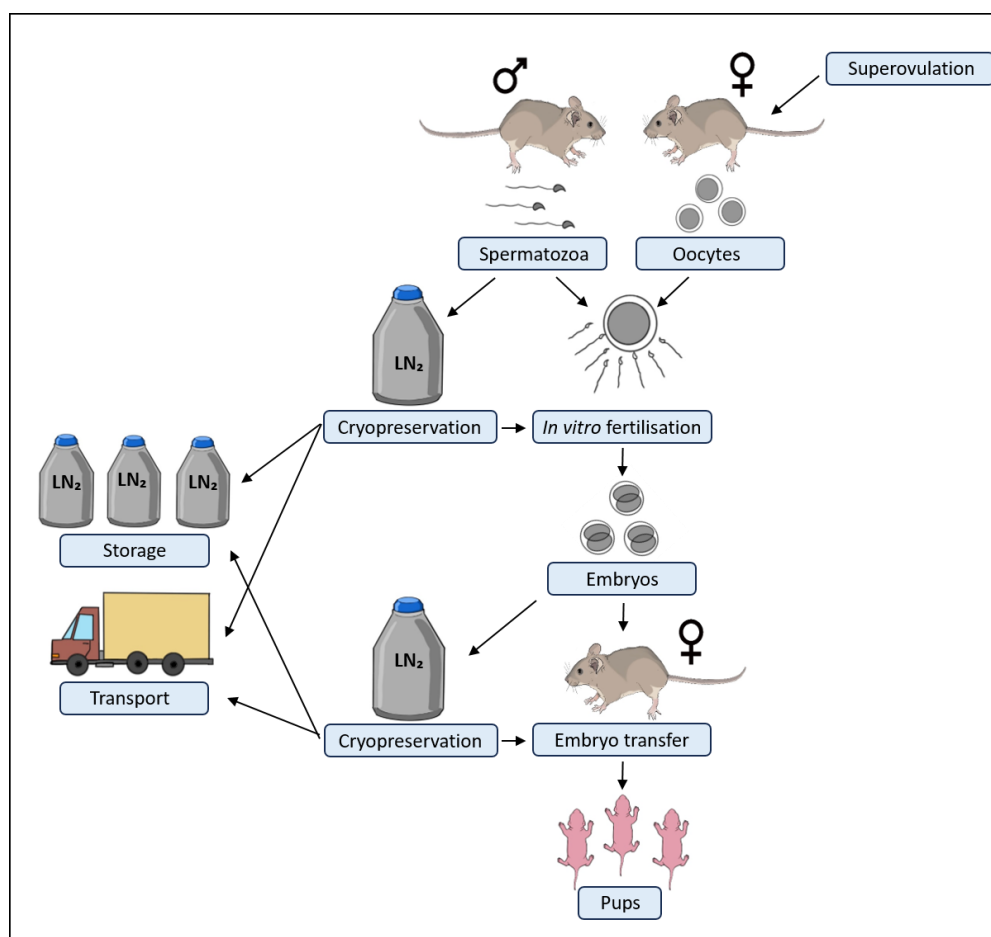 Superovulation
Spermatozoa
Oocytes
LN₂
Cryopreservation
In vitro fertilisation
LN₂
LN₂
LN₂
Storage
Embryos
LN₂
Transport
Cryopreservation
Embryo transfer
Pups